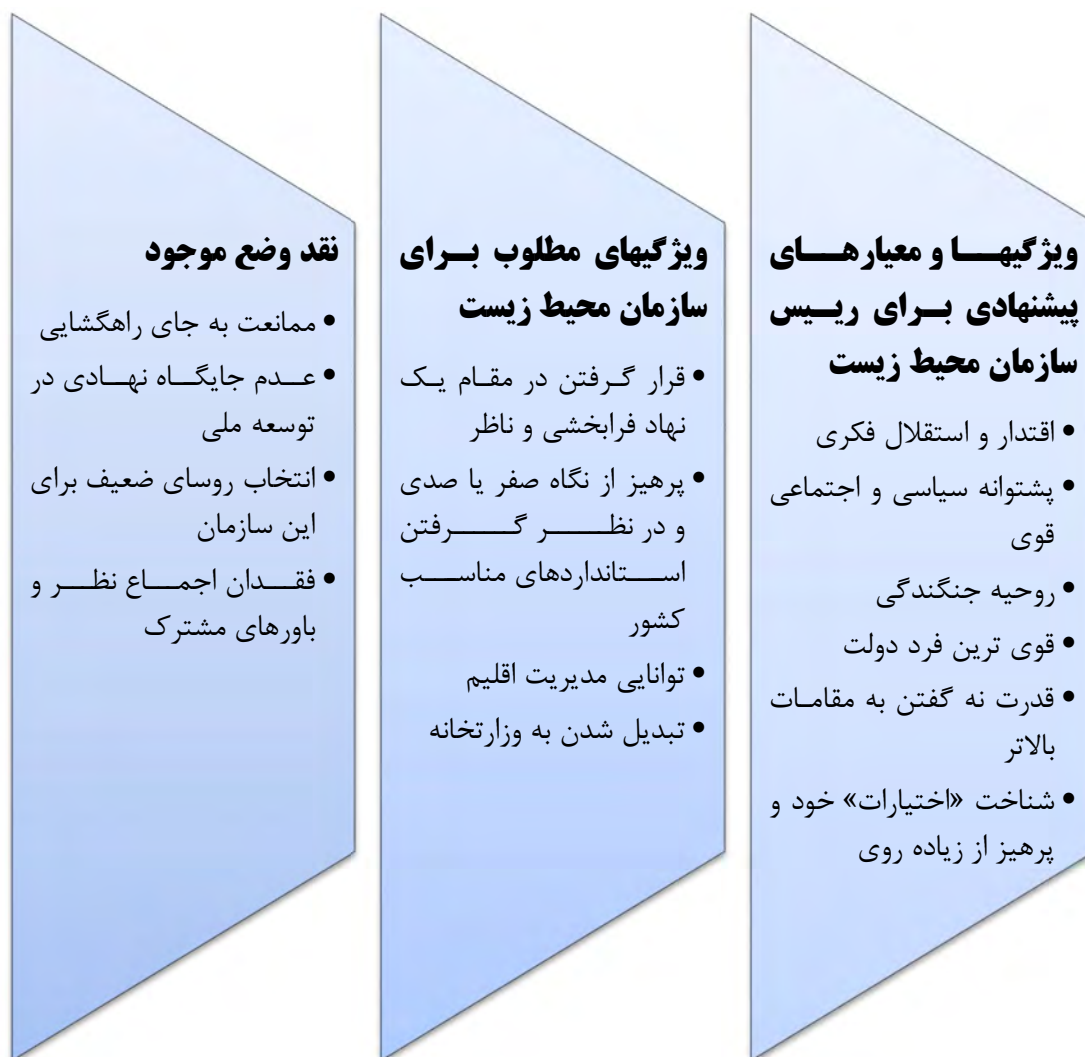 ویژگیها و معیارهای
پیشنهادی برای رییس
سازمان محیط زیست
• اقتدار و استقلال فکری
• پشتوانه سیاسی و اجتماعی
قوی
• روحیه جنگندگی
• قوی ترین فرد دولت
• قدرت نه گفتن به مقامات
بالاتر
• شناخت «اختیارات» خود و
پرهیز از زیاده روی
ویژگیهای مطلوب برای
سازمان محیط زیست
• قرار گرفتن در مقام یک
نهاد فرابخشی و ناظر
• پرهیز از نگاه صفر یا صدی
و در نظر گرفتن
استانداردهای مناسب
کشور
• توانایی مدیریت اقلیم
• تبدیل شدن به وزارتخانه
نقد وضع موجود
• ممانعت به جای راهگشایی
• عدم جایگاه نهادی در
توسعه ملی
• انتخاب روسای ضعیف برای
این سازمان
• فقدان اجماع نظر و
باورهای مشترک